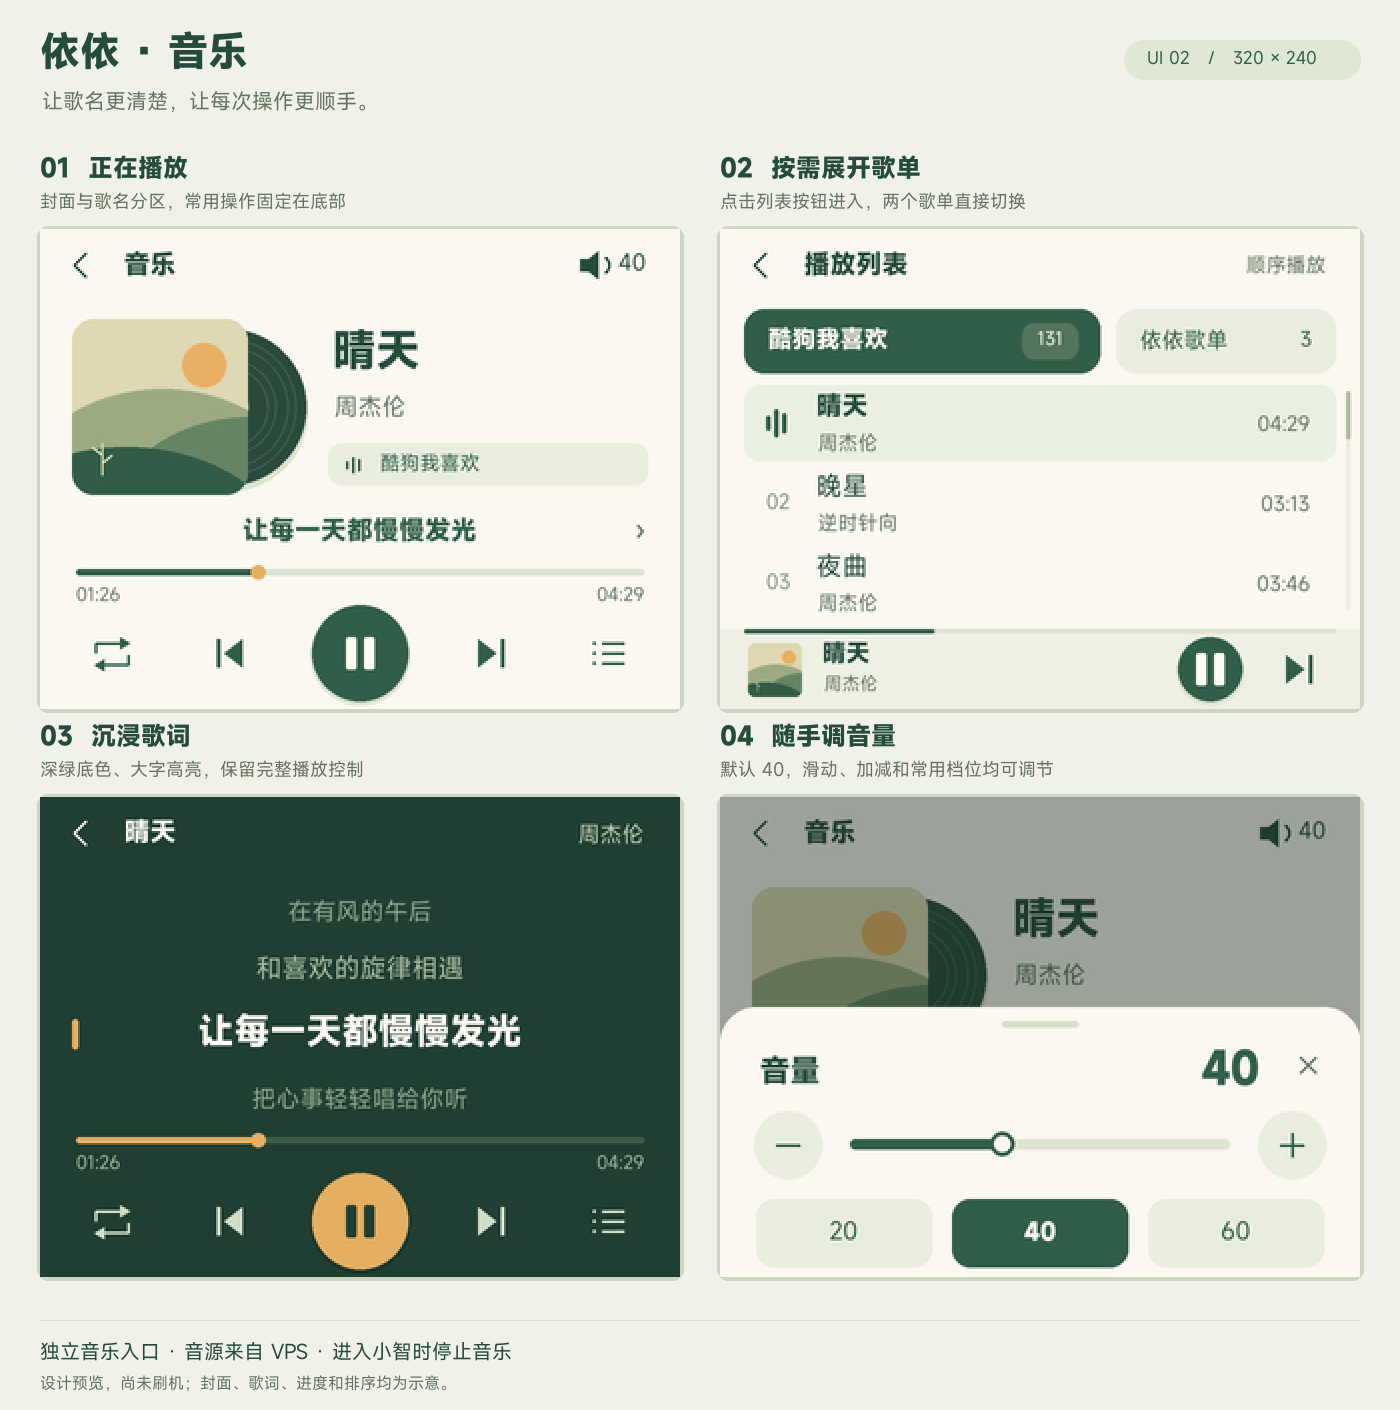 依依 · 音乐
UI 02 / 320 × 240
让歌名更清楚，让每次操作更顺手。
01 正在播放
封面与歌名分区，常用操作固定在底部
音乐
40
晴天
周杰伦
酷狗我喜欢
让每一天都慢慢发光
01:26
04:29
02 按需展开歌单
点击列表按钮进入，两个歌单直接切换
播放列表
顺序播放
酷狗我喜欢 131
依依歌单 3
晴天
周杰伦
04:29
02
晚星
逆时针向
03:13
03
夜曲
周杰伦
03:46
晴天
周杰伦
03 沉浸歌词
深绿底色、大字高亮，保留完整播放控制
晴天
周杰伦
在有风的午后
和喜欢的旋律相遇
让每一天都慢慢发光
把心事轻轻唱给你听
01:26
04:29
04 随手调音量
默认 40，滑动、加减和常用档位均可调节
音乐
40
晴天
周杰伦
音量
40
20
40
60
独立音乐入口 · 音源来自 VPS · 进入小智时停止音乐
设计预览，尚未刷机；封面、歌词、进度和排序均为示意。